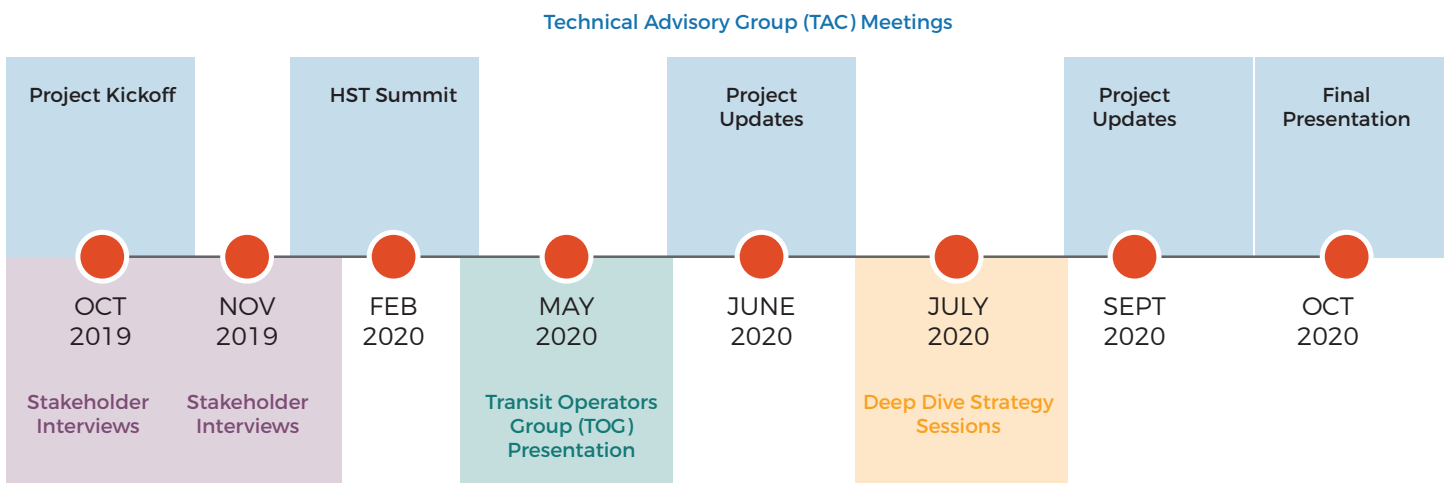 Technical Advisory Group (TAC) Meetings
Project Kickoff
HST Summit
Project
Updates
Project
Updates
Final
Presentation
OCT
2019
NOV
2019
FEB
2020
MAY
2020
JUNE
2020
JULY
2020
SEPT
2020
OCT
2020
Stakeholder
Interviews
Stakeholder
Interviews
Transit Operators
Group (TOG)
Presentation
Deep Dive Strategy
Sessions